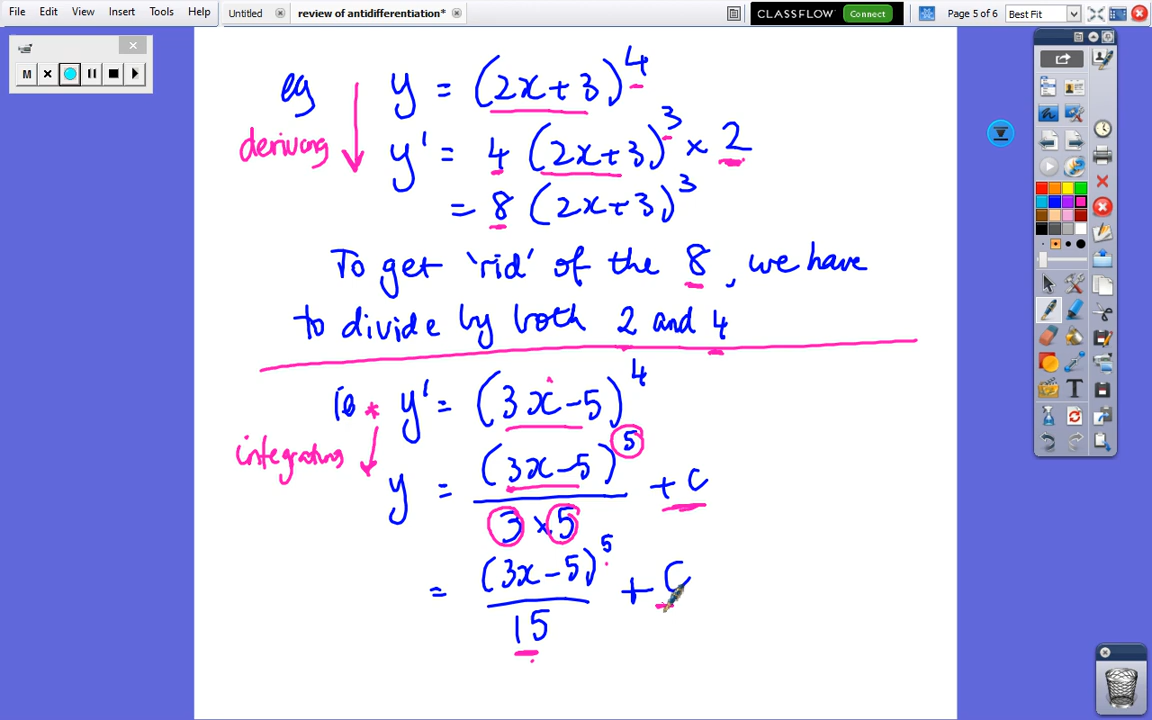 File Edit View Insert Tools Help
Untitled
review of antidifferentiation*
CLASSFLOW Connect
Page 5 of 6
Best Fit
M
eg y = (2x+3)^4
deriving y' = 4 (2x+3)^3 × 2
= 8 (2x+3)^3
To get 'rid' of the 8, we have
to divide by both 2 and 4
ie * y' = (3x-5)^4
integrating y = (3x-5)^5 / 3 × 5 + C
= (3x-5)^5 / 15 + C
T